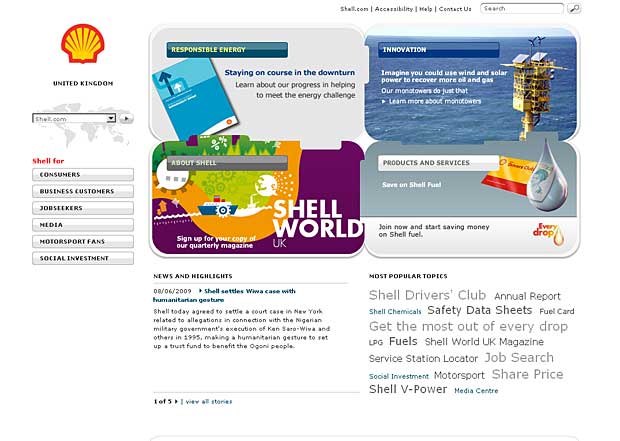 Shell.com | Accessibility | Help | Contact Us
Search
UNITED KINGDOM
Shell.com
Shell for
CONSUMERS
BUSINESS CUSTOMERS
JOBSEEKERS
MEDIA
MOTORSPORT FANS
SOCIAL INVESTMENT
RESPONSIBLE ENERGY
Staying on course in the downturn
Learn about our progress in helping
to meet the energy challenge
INNOVATION
Imagine you could use wind and solar
power to recover more oil and gas
Our monotowers do just that
Learn more about monotowers
ABOUT SHELL
SHELL
WORLD
UK
Sign up for your copy of
our quarterly magazine
PRODUCTS AND SERVICES
Save on Shell Fuel
Drivers' Club
Join now and start saving money
on Shell fuel.
Every
drop
NEWS AND HIGHLIGHTS
08/06/2009 Shell settles Wiwa case with
humanitarian gesture
Shell today agreed to settle a court case in New York
related to allegations in connection with the Nigerian
military government's execution of Ken Saro-Wiwa and
others in 1995, making a humanitarian gesture to set
up a trust fund to benefit the Ogoni people.
1 of 5 | view all stories
MOST POPULAR TOPICS
Shell Drivers' Club Annual Report
Shell Chemicals Safety Data Sheets Fuel Card
Get the most out of every drop
LPG Fuels Shell World UK Magazine
Service Station Locator Job Search
Social Investment Motorsport Share Price
Shell V-Power Media Centre